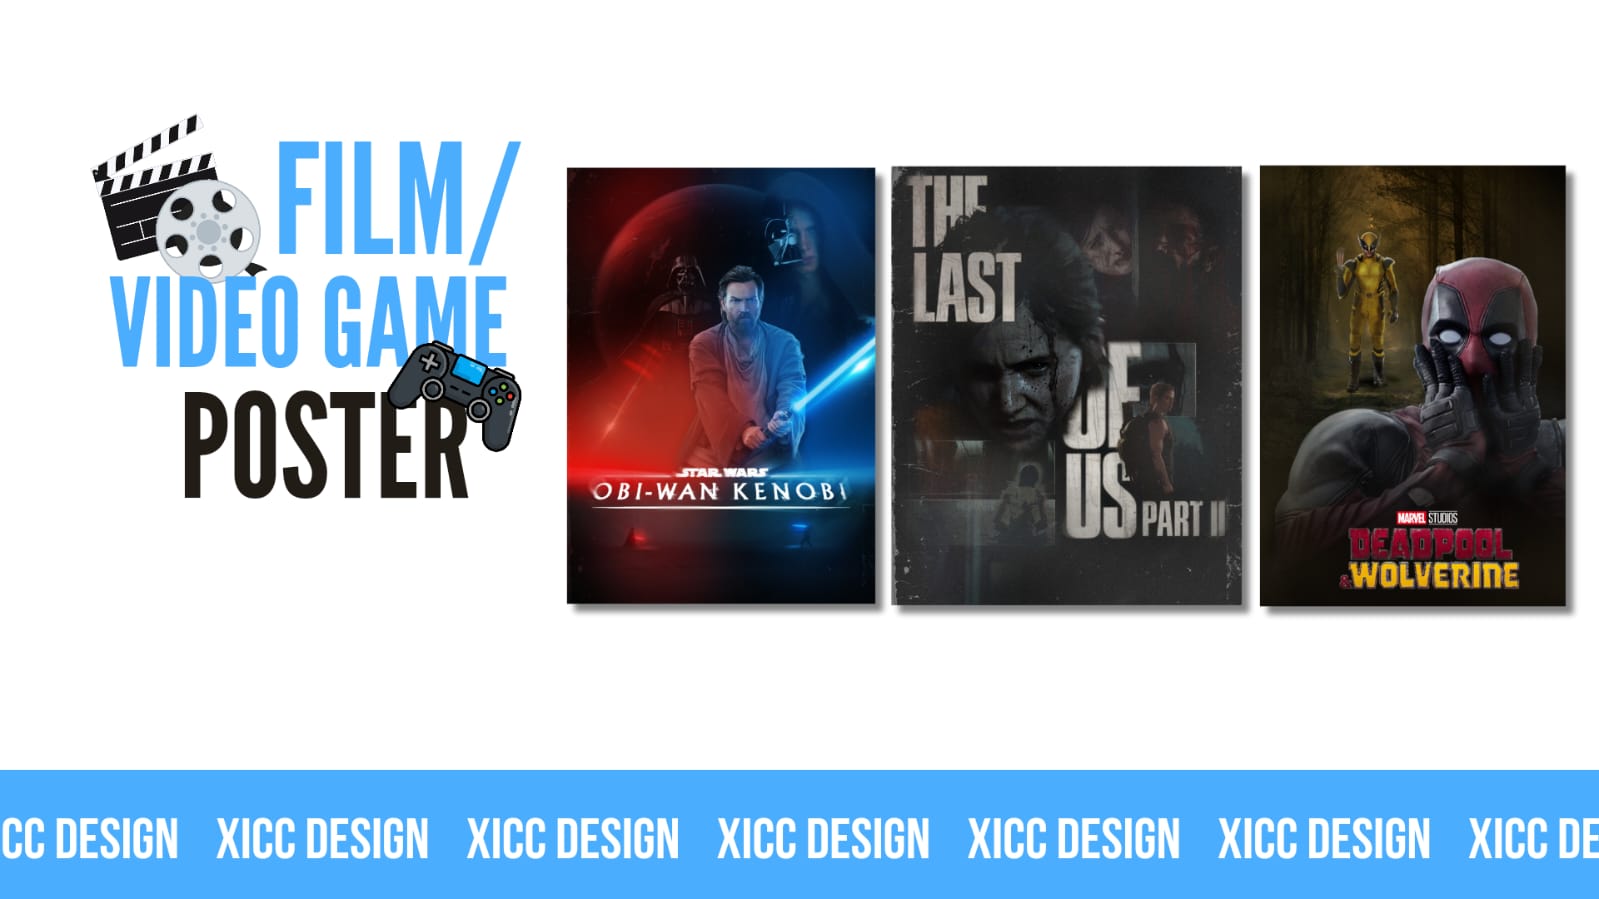 FILM/
VIDEO GAME
POSTER
STAR WARS
OBI-WAN KENOBI
THE
LAST
OF
US PART II
MARVEL STUDIOS
DEADPOOL
&WOLVERINE
CC DESIGN XICC DESIGN XICC DESIGN XICC DESIGN XICC DESIGN XICC DESIGN XICC DE